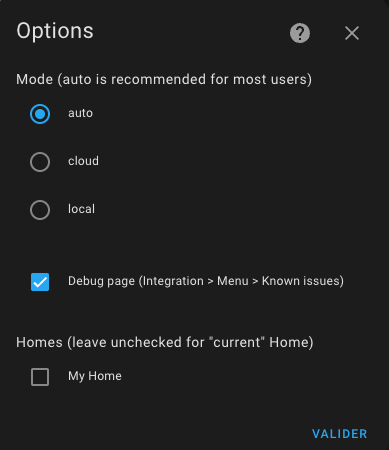 Options
Mode (auto is recommended for most users)
auto
cloud
local
Debug page (Integration > Menu > Known issues)
Homes (leave unchecked for "current" Home)
My Home
VALIDER